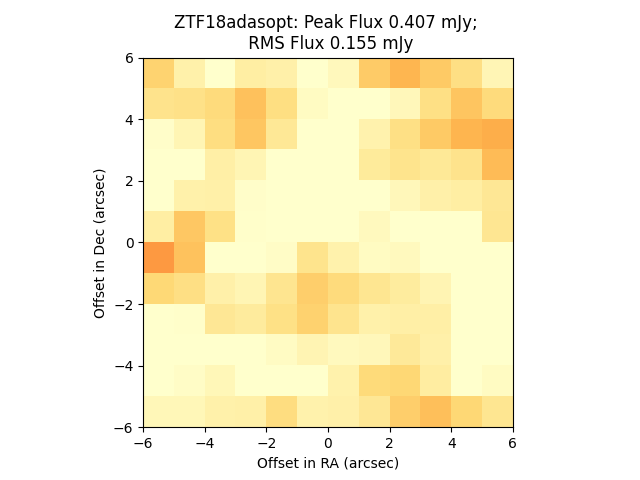 ZTF18adasopt: Peak Flux 0.407 mJy;
RMS Flux 0.155 mJy
6
4
2
0
−2
−4
−6
Offset in Dec (arcsec)
−6 −4 −2 0 2 4 6
Offset in RA (arcsec)